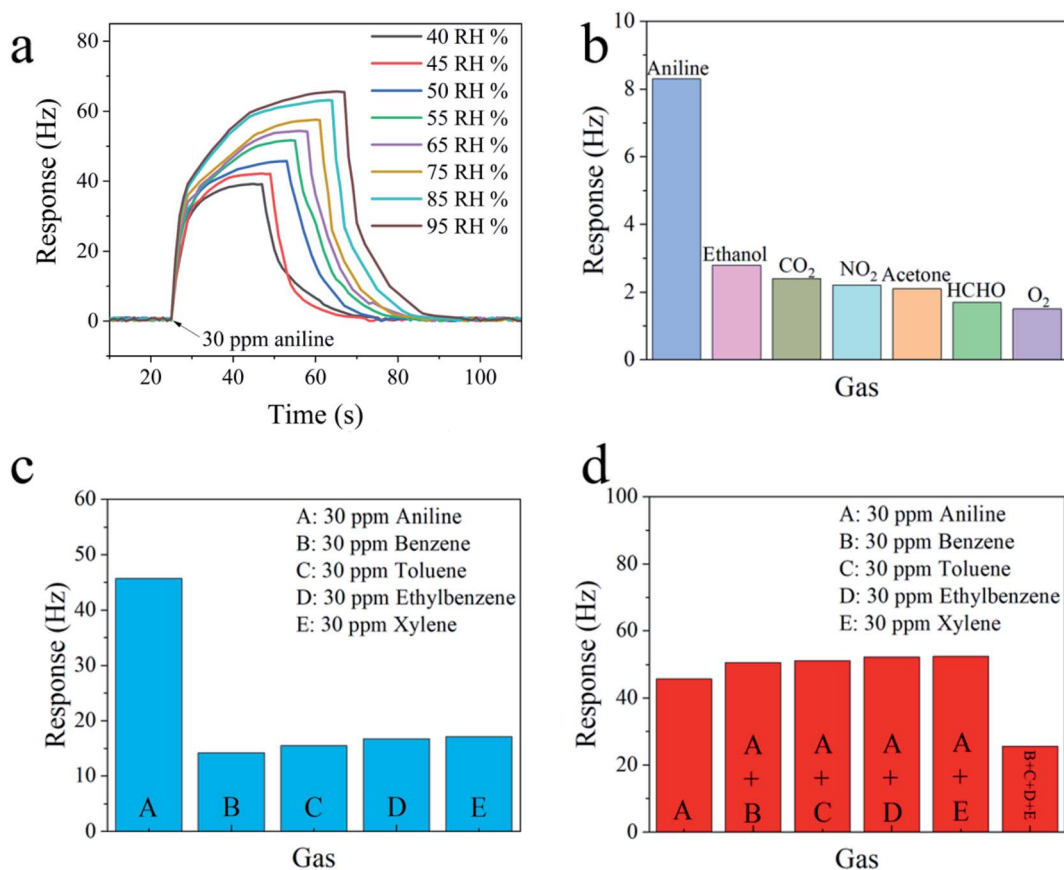 a
80
60
40
20
0
Response (Hz)
40 RH %
45 RH %
50 RH %
55 RH %
65 RH %
75 RH %
85 RH %
95 RH %
30 ppm aniline
20 40 60 80 100
Time (s)
b
10
8
6
4
2
0
Response (Hz)
Aniline
Ethanol
CO₂
NO₂
Acetone
HCHO
O₂
Gas
c
60
50
40
30
20
10
0
Response (Hz)
A: 30 ppm Aniline
B: 30 ppm Benzene
C: 30 ppm Toluene
D: 30 ppm Ethylbenzene
E: 30 ppm Xylene
A B C D E
Gas
d
100
80
60
40
20
0
Response (Hz)
A: 30 ppm Aniline
B: 30 ppm Benzene
C: 30 ppm Toluene
D: 30 ppm Ethylbenzene
E: 30 ppm Xylene
A
A + B
A + C
A + D
A + E
B+C+D+E
Gas